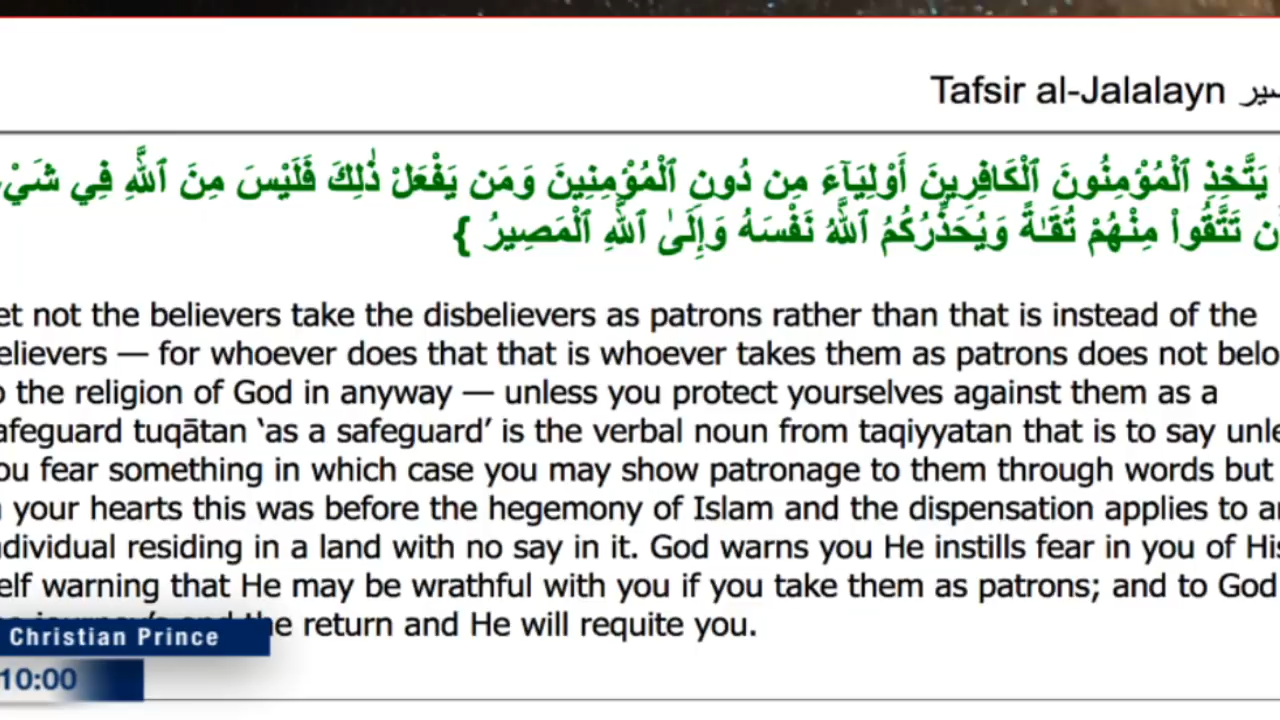 Tafsir al-Jalalayn
يَتَّخِذِ ٱلْمُؤْمِنُونَ ٱلْكَافِرِينَ أَوْلِيَآءَ مِن دُونِ ٱلْمُؤْمِنِينَ وَمَن يَفْعَلْ ذٰلِكَ فَلَيْسَ مِنَ ٱللَّهِ فِي
تَتَّقُواْ مِنْهُمْ تُقَـٰةً وَيُحَذِّرُكُمُ ٱللَّهُ نَفْسَهُ وَإِلَىٰ ٱللَّهِ ٱلْمَصِيرُ }
et not the believers take the disbelievers as patrons rather than that is instead of the
elievers — for whoever does that that is whoever takes them as patrons does not belo
o the religion of God in anyway — unless you protect yourselves against them as a
afeguard tuqātan ‘as a safeguard’ is the verbal noun from taqiyyatan that is to say unle
ou fear something in which case you may show patronage to them through words but
your hearts this was before the hegemony of Islam and the dispensation applies to a
ndividual residing in a land with no say in it. God warns you He instills fear in you of His
elf warning that He may be wrathful with you if you take them as patrons; and to God
he return and He will requite you.
Christian Prince
10:00